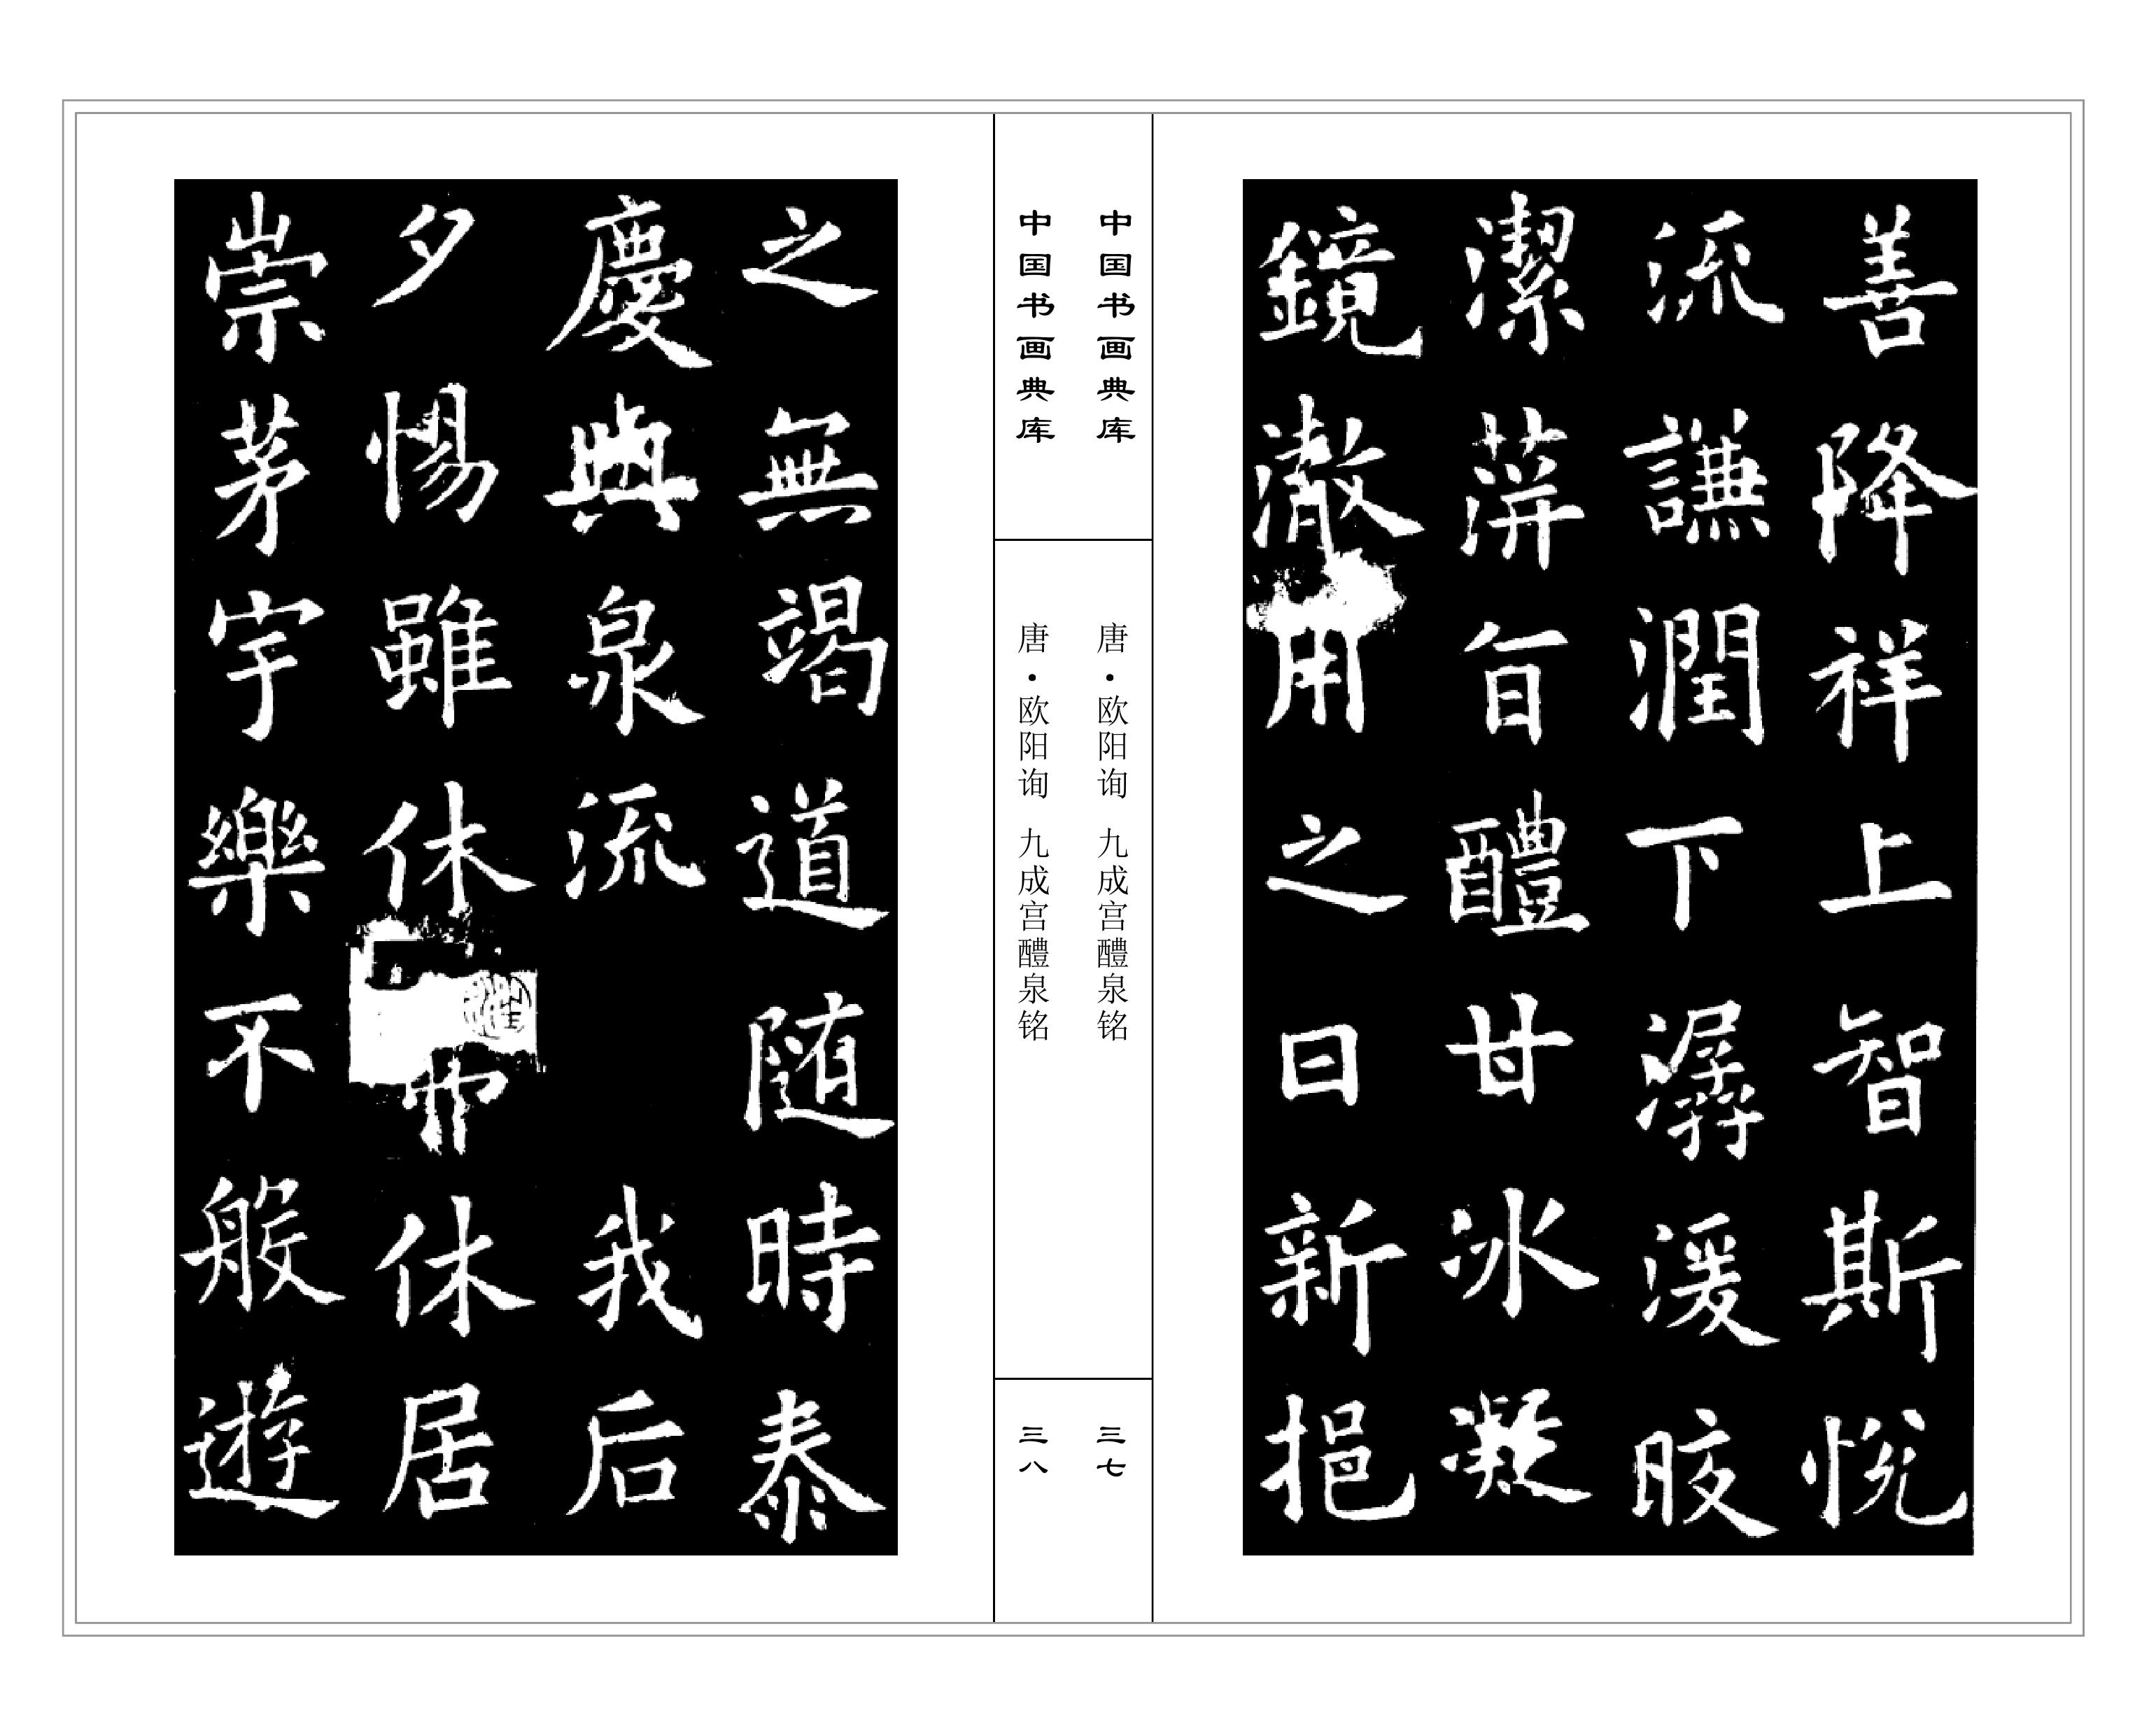 善降祥上智斯悅
流謙潤下潺湲皎
潔蓱旨醴甘冰凝
鏡澂用之日新挹
中国书画典库
唐·欧阳询 九成宫醴泉铭
三七
中国书画典库
唐·欧阳询 九成宫醴泉铭
三八
之無竭道随時泰
慶與泉流我后
夕惕雖休弗休居
崇茅宇樂不般遊